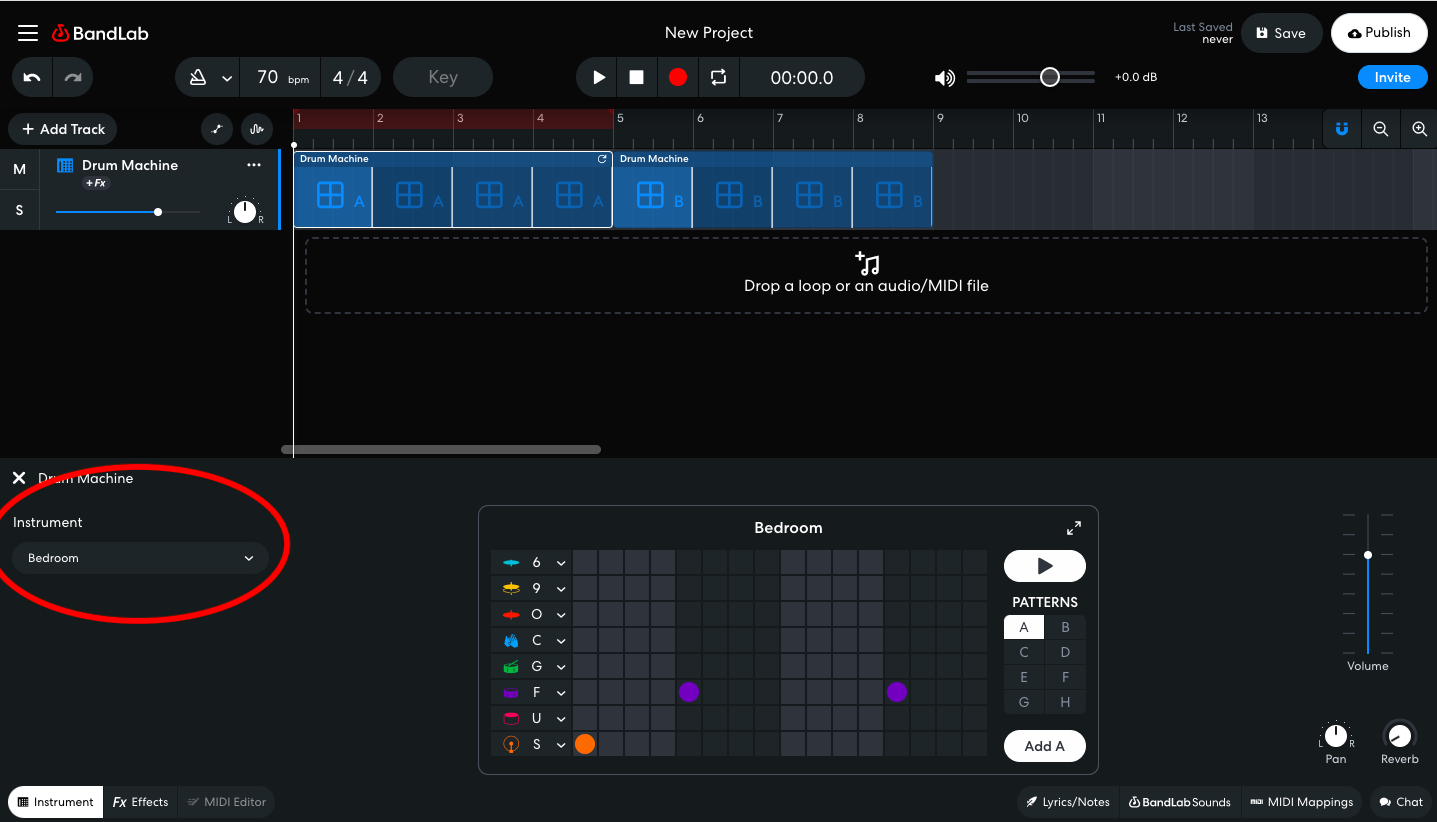 BandLab
New Project
Last Saved
never
Save
Publish
70 bpm
4/4
Key
00:00.0
+0.0 dB
Invite
+ Add Track
1 2 3 4 5 6 7 8 9 10 11 12 13
M
Drum Machine
+Fx
S
L R
Drum Machine
A A A A
Drum Machine
B B B B
Drop a loop or an audio/MIDI file
Drum Machine
Instrument
Bedroom
Bedroom
6
9
O
C
G
F
U
S
PATTERNS
A B
C D
E F
G H
Add A
Volume
L R
Pan
Reverb
Instrument
Fx Effects
MIDI Editor
Lyrics/Notes
BandLab Sounds
MIDI Mappings
Chat